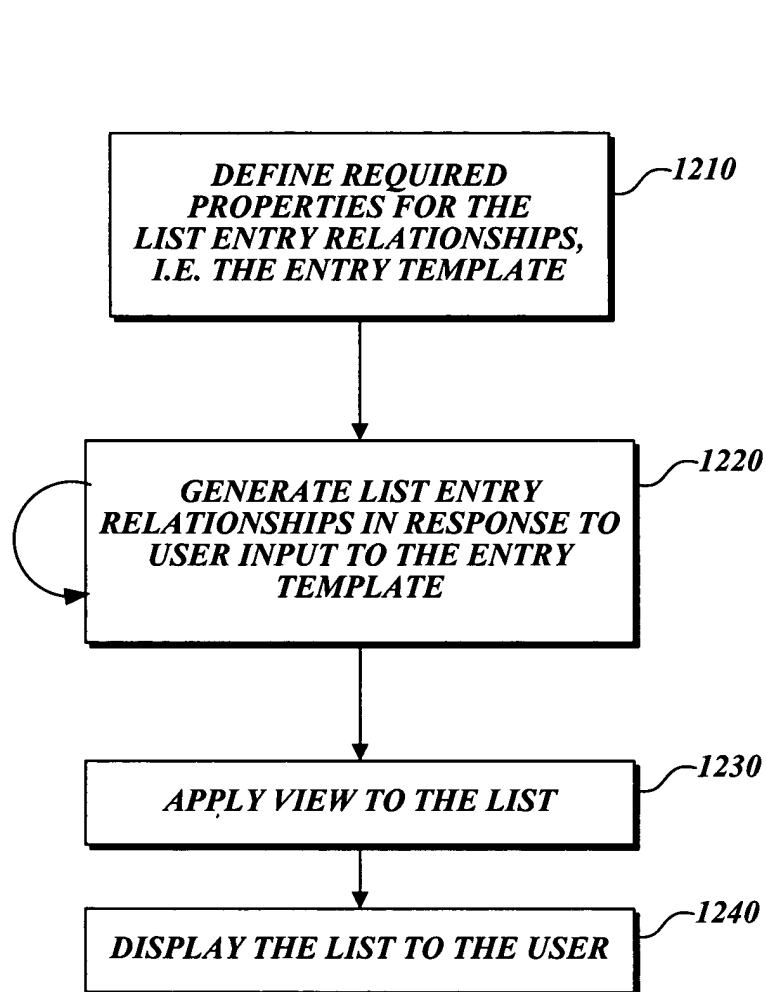 DEFINE REQUIRED
PROPERTIES FOR THE
LIST ENTRY RELATIONSHIPS,
I.E. THE ENTRY TEMPLATE
1210
GENERATE LIST ENTRY
RELATIONSHIPS IN RESPONSE TO
USER INPUT TO THE ENTRY
TEMPLATE
1220
APPLY VIEW TO THE LIST
1230
DISPLAY THE LIST TO THE USER
1240